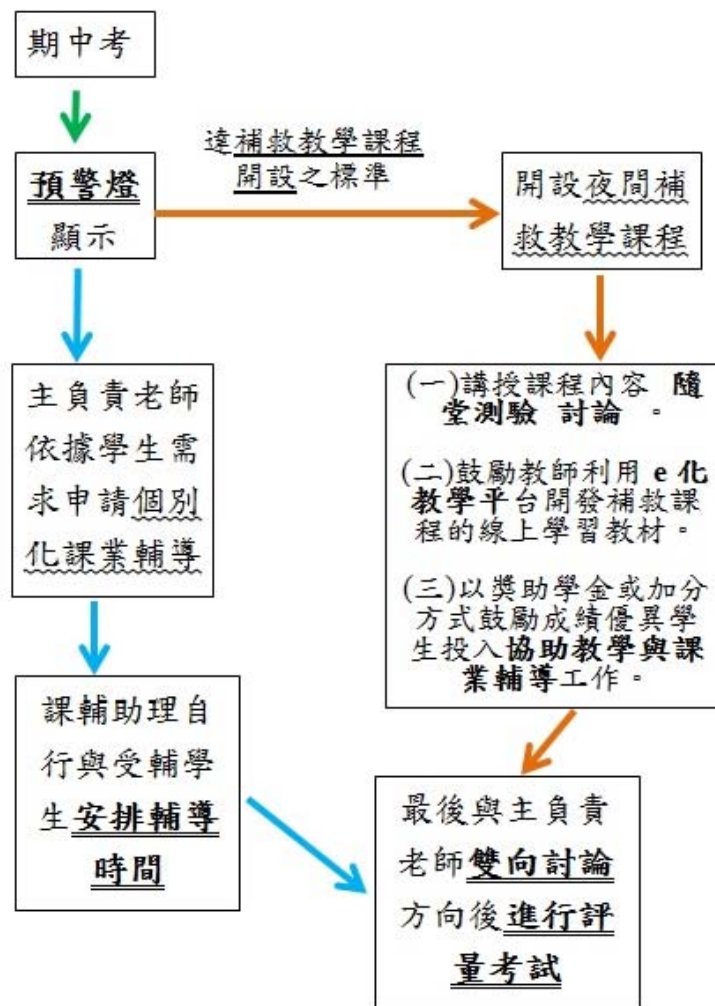 期中考
預警燈
顯示
達補救教學課程
開設之標準
開設夜間補
救教學課程
主負責老師
依據學生需
求申請個別
化課業輔導
(一)講授課程內容 隨
堂測驗 討論 。
(二)鼓勵教師利用 e 化
教學平台開發補救課
程的線上學習教材。
(三)以獎助學金或加分
方式鼓勵成績優異學
生投入協助教學與課
業輔導工作。
課輔助理自
行與受輔學
生安排輔導
時間
最後與主負責
老師雙向討論
方向後進行評
量考試